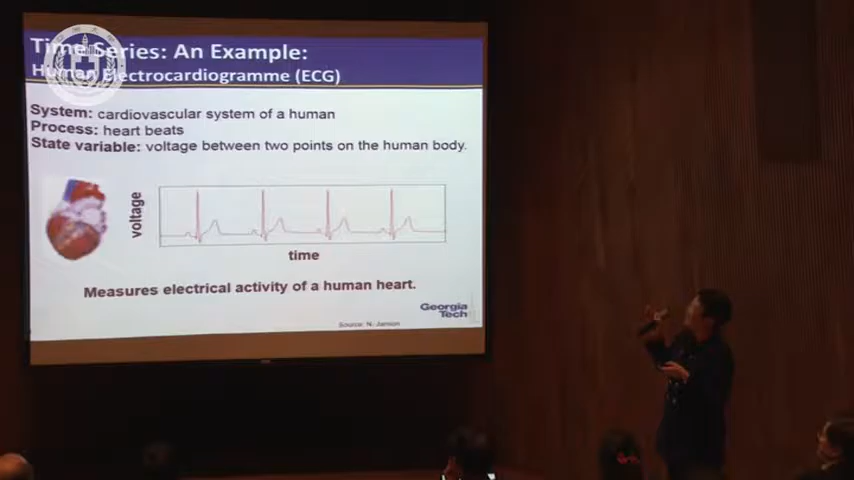 Time Series: An Example:
Human Electrocardiogramme (ECG)
System: cardiovascular system of a human
Process: heart beats
State variable: voltage between two points on the human body.
voltage
time
Measures electrical activity of a human heart.
Georgia
Tech
Source: N. Janson